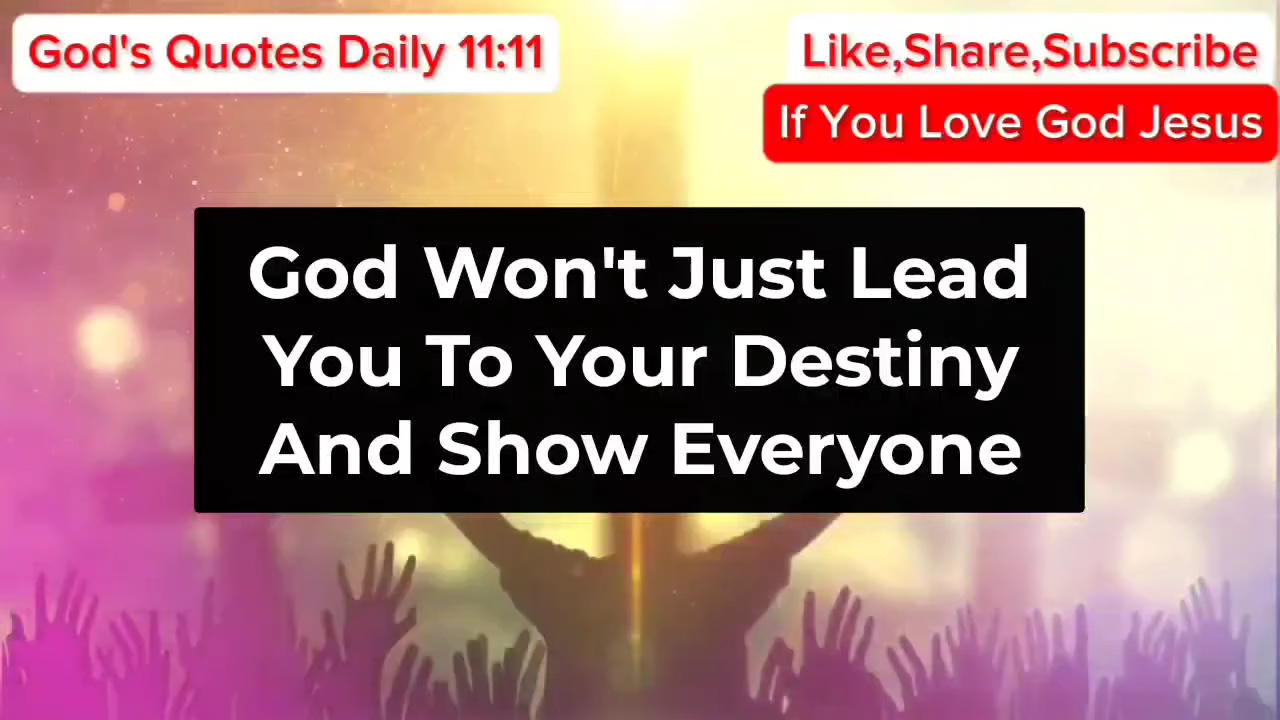 God's Quotes Daily 11:11
Like,Share,Subscribe
If You Love God Jesus
God Won't Just Lead
You To Your Destiny
And Show Everyone